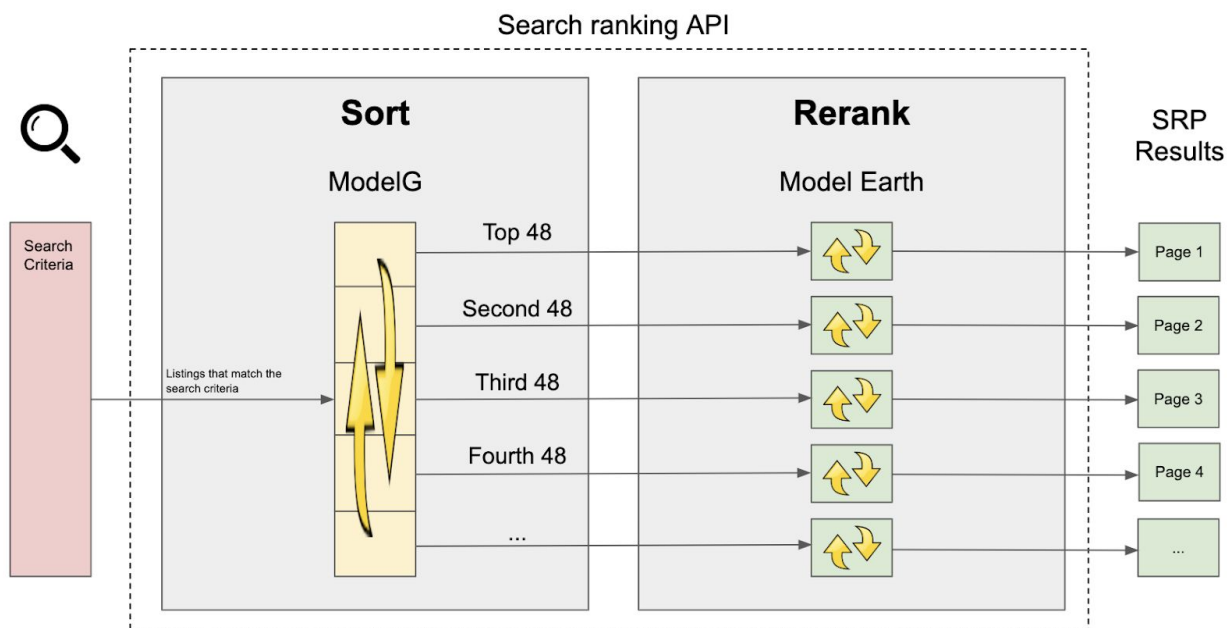 Search ranking API
Sort
Rerank
SRP
Results
ModelG
Model Earth
Search
Criteria
Listings that match the
search criteria
Top 48
Page 1
Second 48
Page 2
Third 48
Page 3
Fourth 48
Page 4
...
...